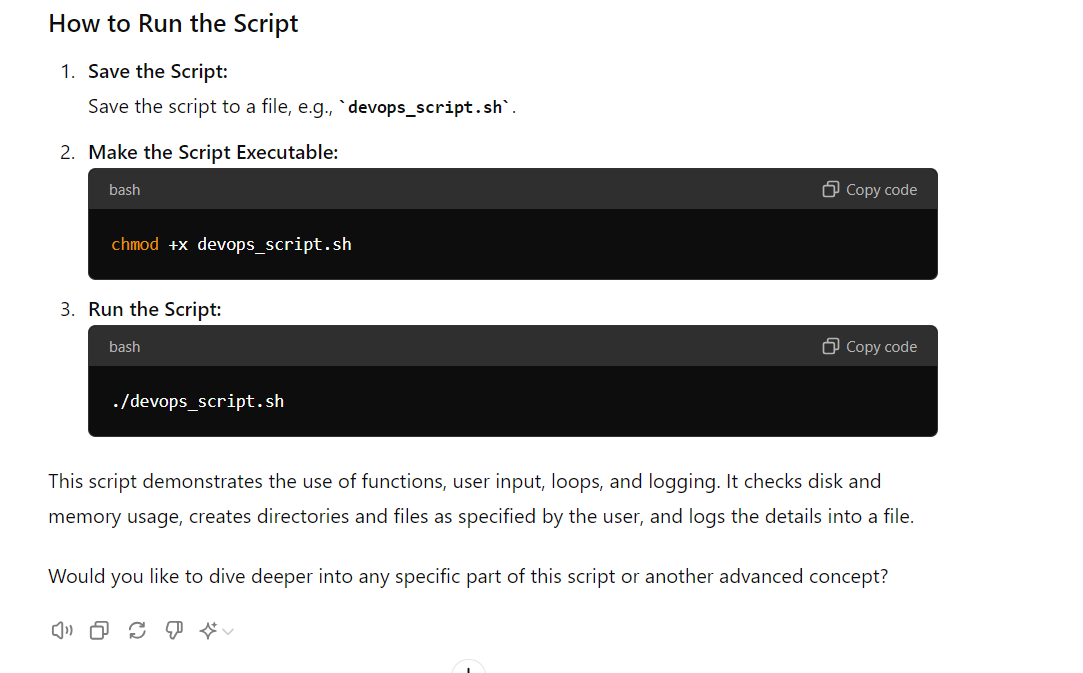 How to Run the Script
1. Save the Script:
Save the script to a file, e.g., `devops_script.sh`.
2. Make the Script Executable:
bash Copy code
chmod +x devops_script.sh
3. Run the Script:
bash Copy code
./devops_script.sh
This script demonstrates the use of functions, user input, loops, and logging. It checks disk and
memory usage, creates directories and files as specified by the user, and logs the details into a file.
Would you like to dive deeper into any specific part of this script or another advanced concept?